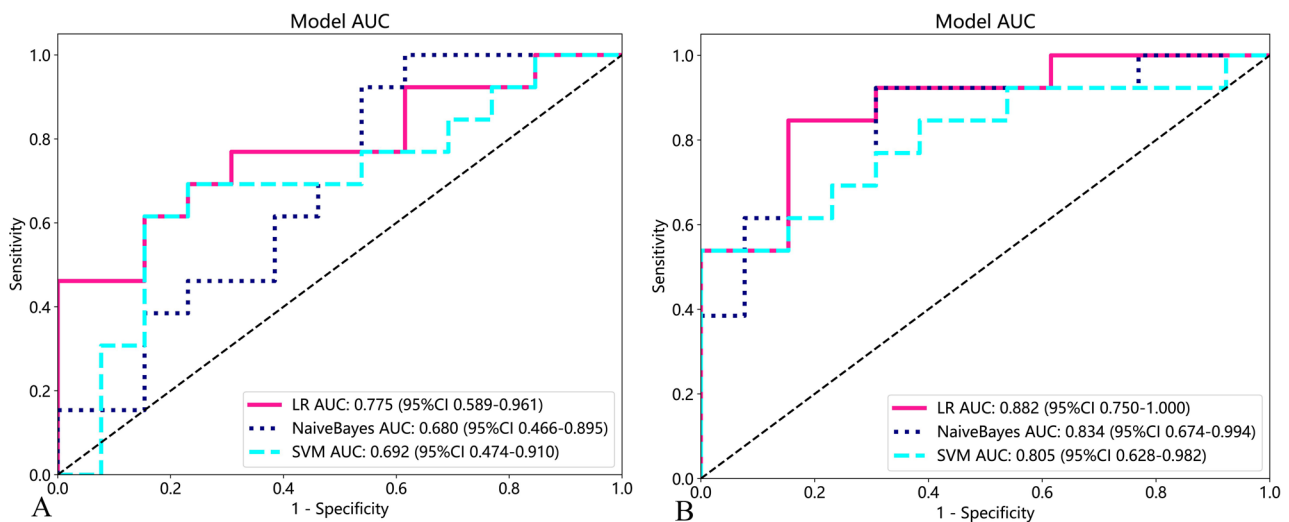 Model AUC
1.0
0.8
0.6
0.4
0.2
0.0
Sensitivity
LR AUC: 0.775 (95%CI 0.589-0.961)
NaiveBayes AUC: 0.680 (95%CI 0.466-0.895)
SVM AUC: 0.692 (95%CI 0.474-0.910)
0.0 0.2 0.4 0.6 0.8 1.0
1 - Specificity
A
Model AUC
1.0
0.8
0.6
0.4
0.2
0.0
Sensitivity
LR AUC: 0.882 (95%CI 0.750-1.000)
NaiveBayes AUC: 0.834 (95%CI 0.674-0.994)
SVM AUC: 0.805 (95%CI 0.628-0.982)
0.0 0.2 0.4 0.6 0.8 1.0
1 - Specificity
B